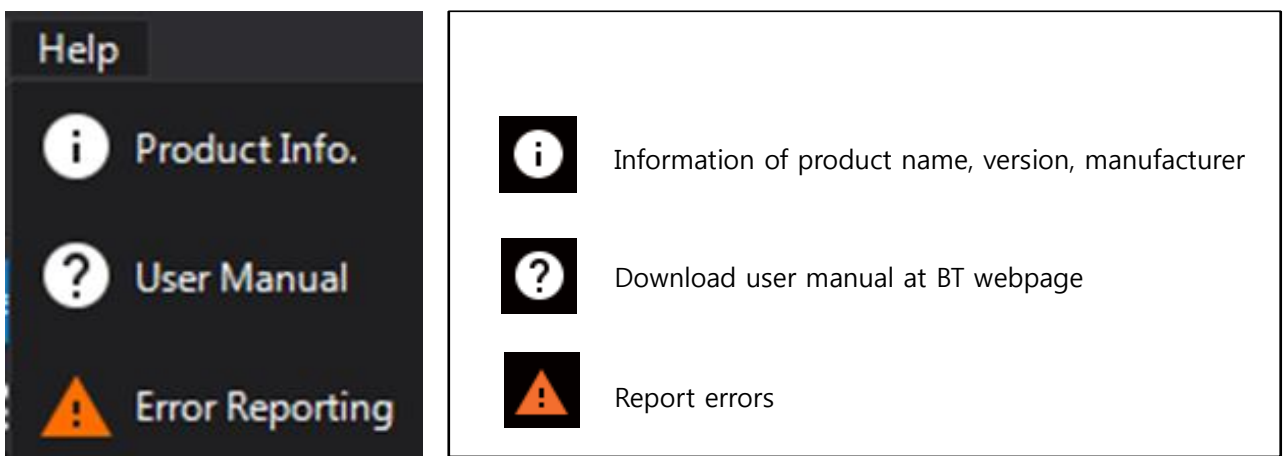 Help
Product Info.
User Manual
Error Reporting
Information of product name, version, manufacturer
Download user manual at BT webpage
Report errors